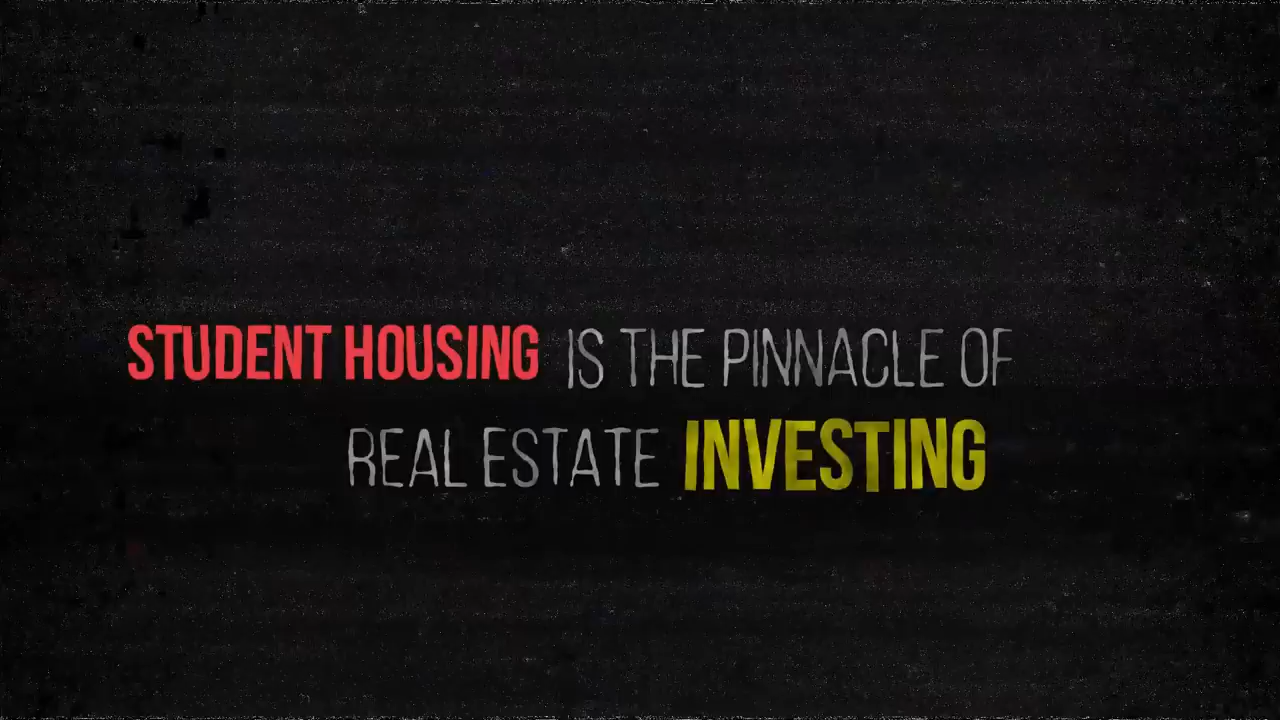 STUDENT HOUSING IS THE PINNACLE OF
REAL ESTATE INVESTING